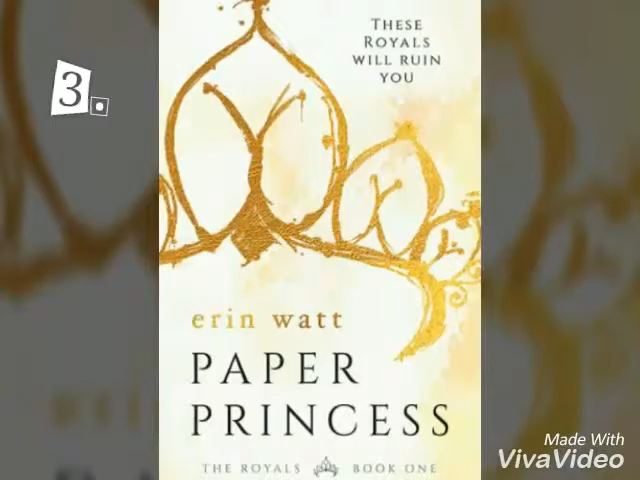 3.
THESE
ROYALS
WILL RUIN
YOU
erin watt
PAPER
PRINCESS
THE ROYALS BOOK ONE
Made With
VivaVideo